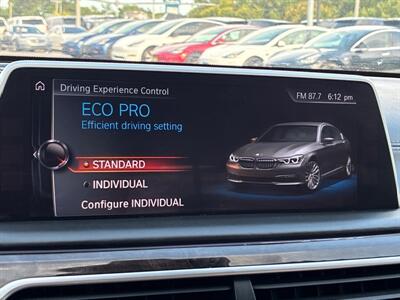 Driving Experience Control
FM 87.7 6:12 pm
ECO PRO
Efficient driving setting
STANDARD
INDIVIDUAL
Configure INDIVIDUAL